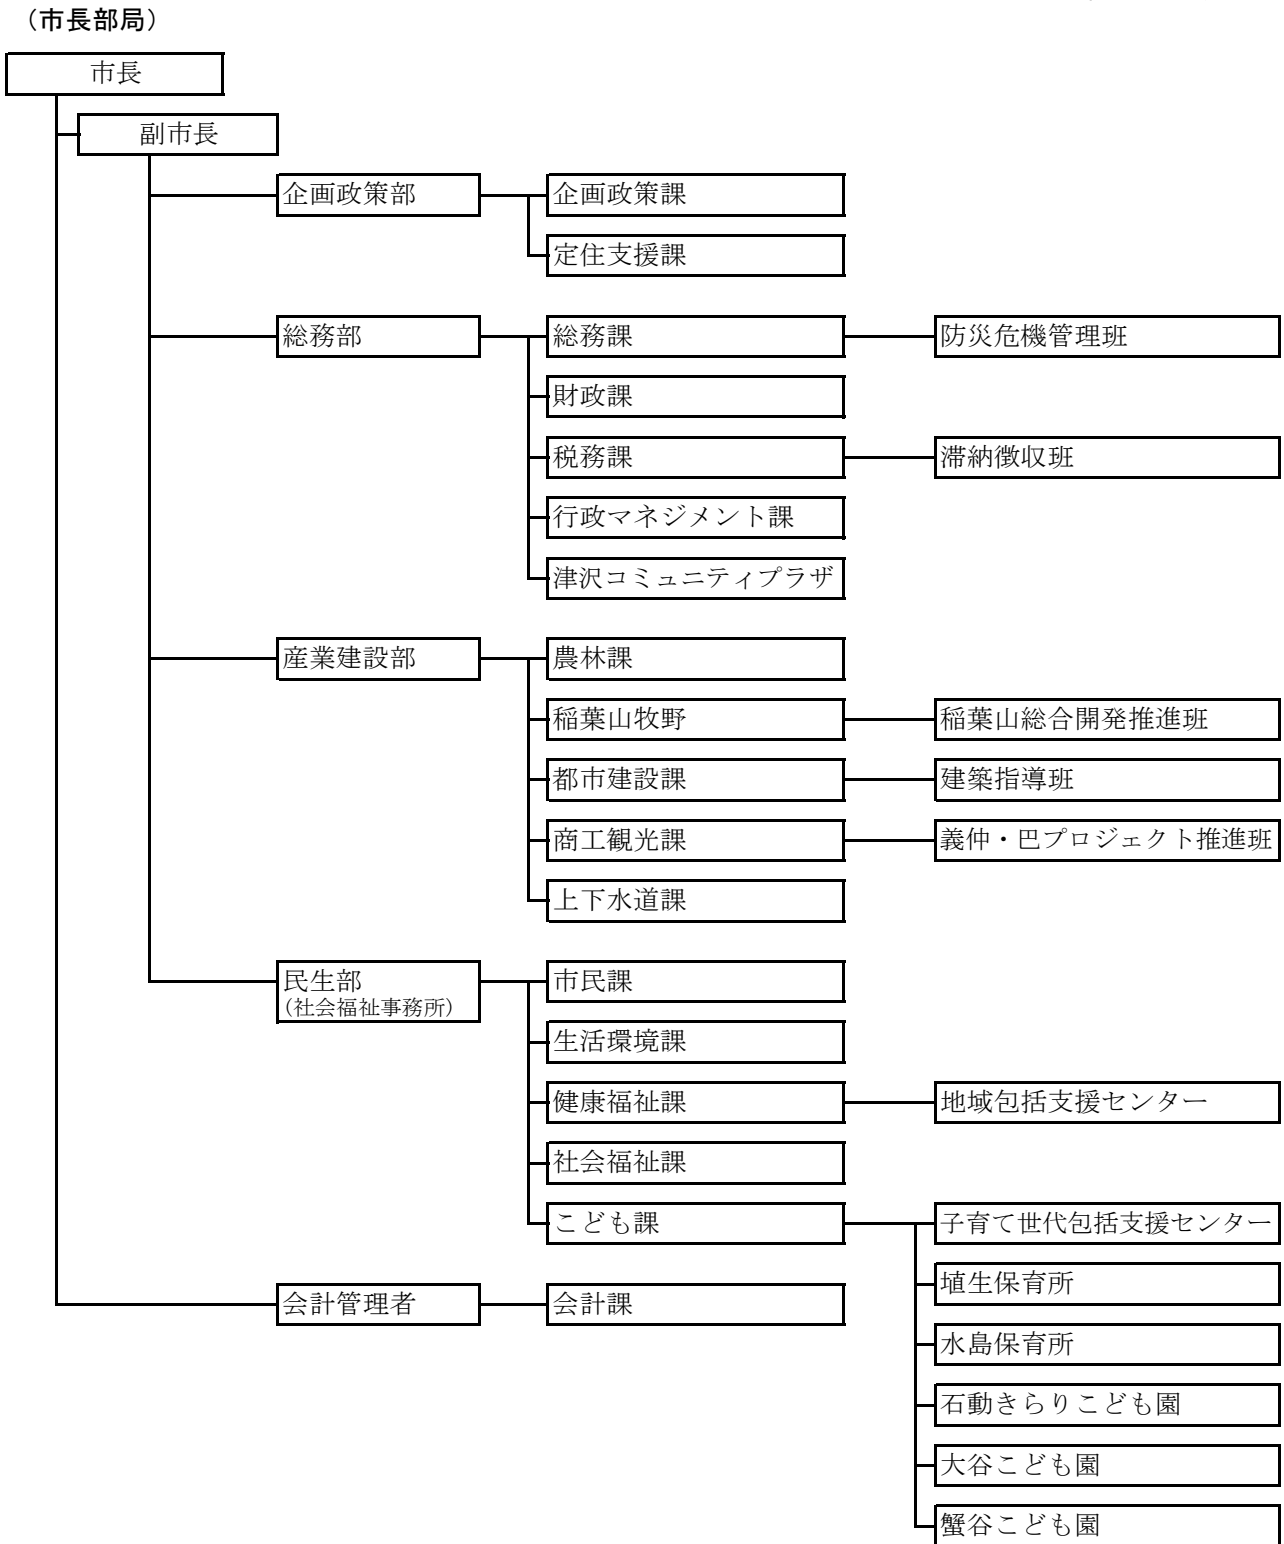 （市長部局）
市長
副市長
企画政策部
企画政策課
定住支援課
総務部
総務課
防災危機管理班
財政課
税務課
滞納徴収班
行政マネジメント課
津沢コミュニティプラザ
産業建設部
農林課
稲葉山牧野
稲葉山総合開発推進班
都市建設課
建築指導班
商工観光課
義仲・巴プロジェクト推進班
上下水道課
民生部
（社会福祉事務所）
市民課
生活環境課
健康福祉課
地域包括支援センター
社会福祉課
こども課
子育て世代包括支援センター
埴生保育所
会計管理者
会計課
水島保育所
石動きらりこども園
大谷こども園
蟹谷こども園